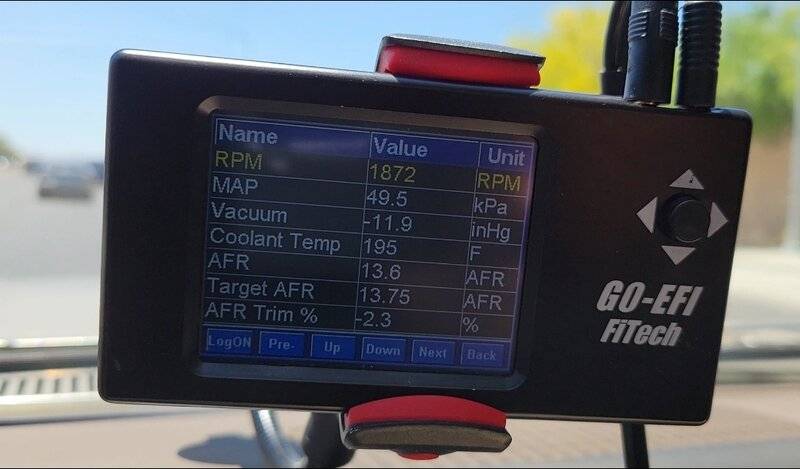 Name Value Unit
RPM 1872 RPM
MAP 49.5 kPa
Vacuum -11.9 inHg
Coolant Temp 195 F
AFR 13.6 AFR
Target AFR 13.75 AFR
AFR Trim % -2.3 %
LogON Pre- Up Down Next Back
GO-EFI
FiTech